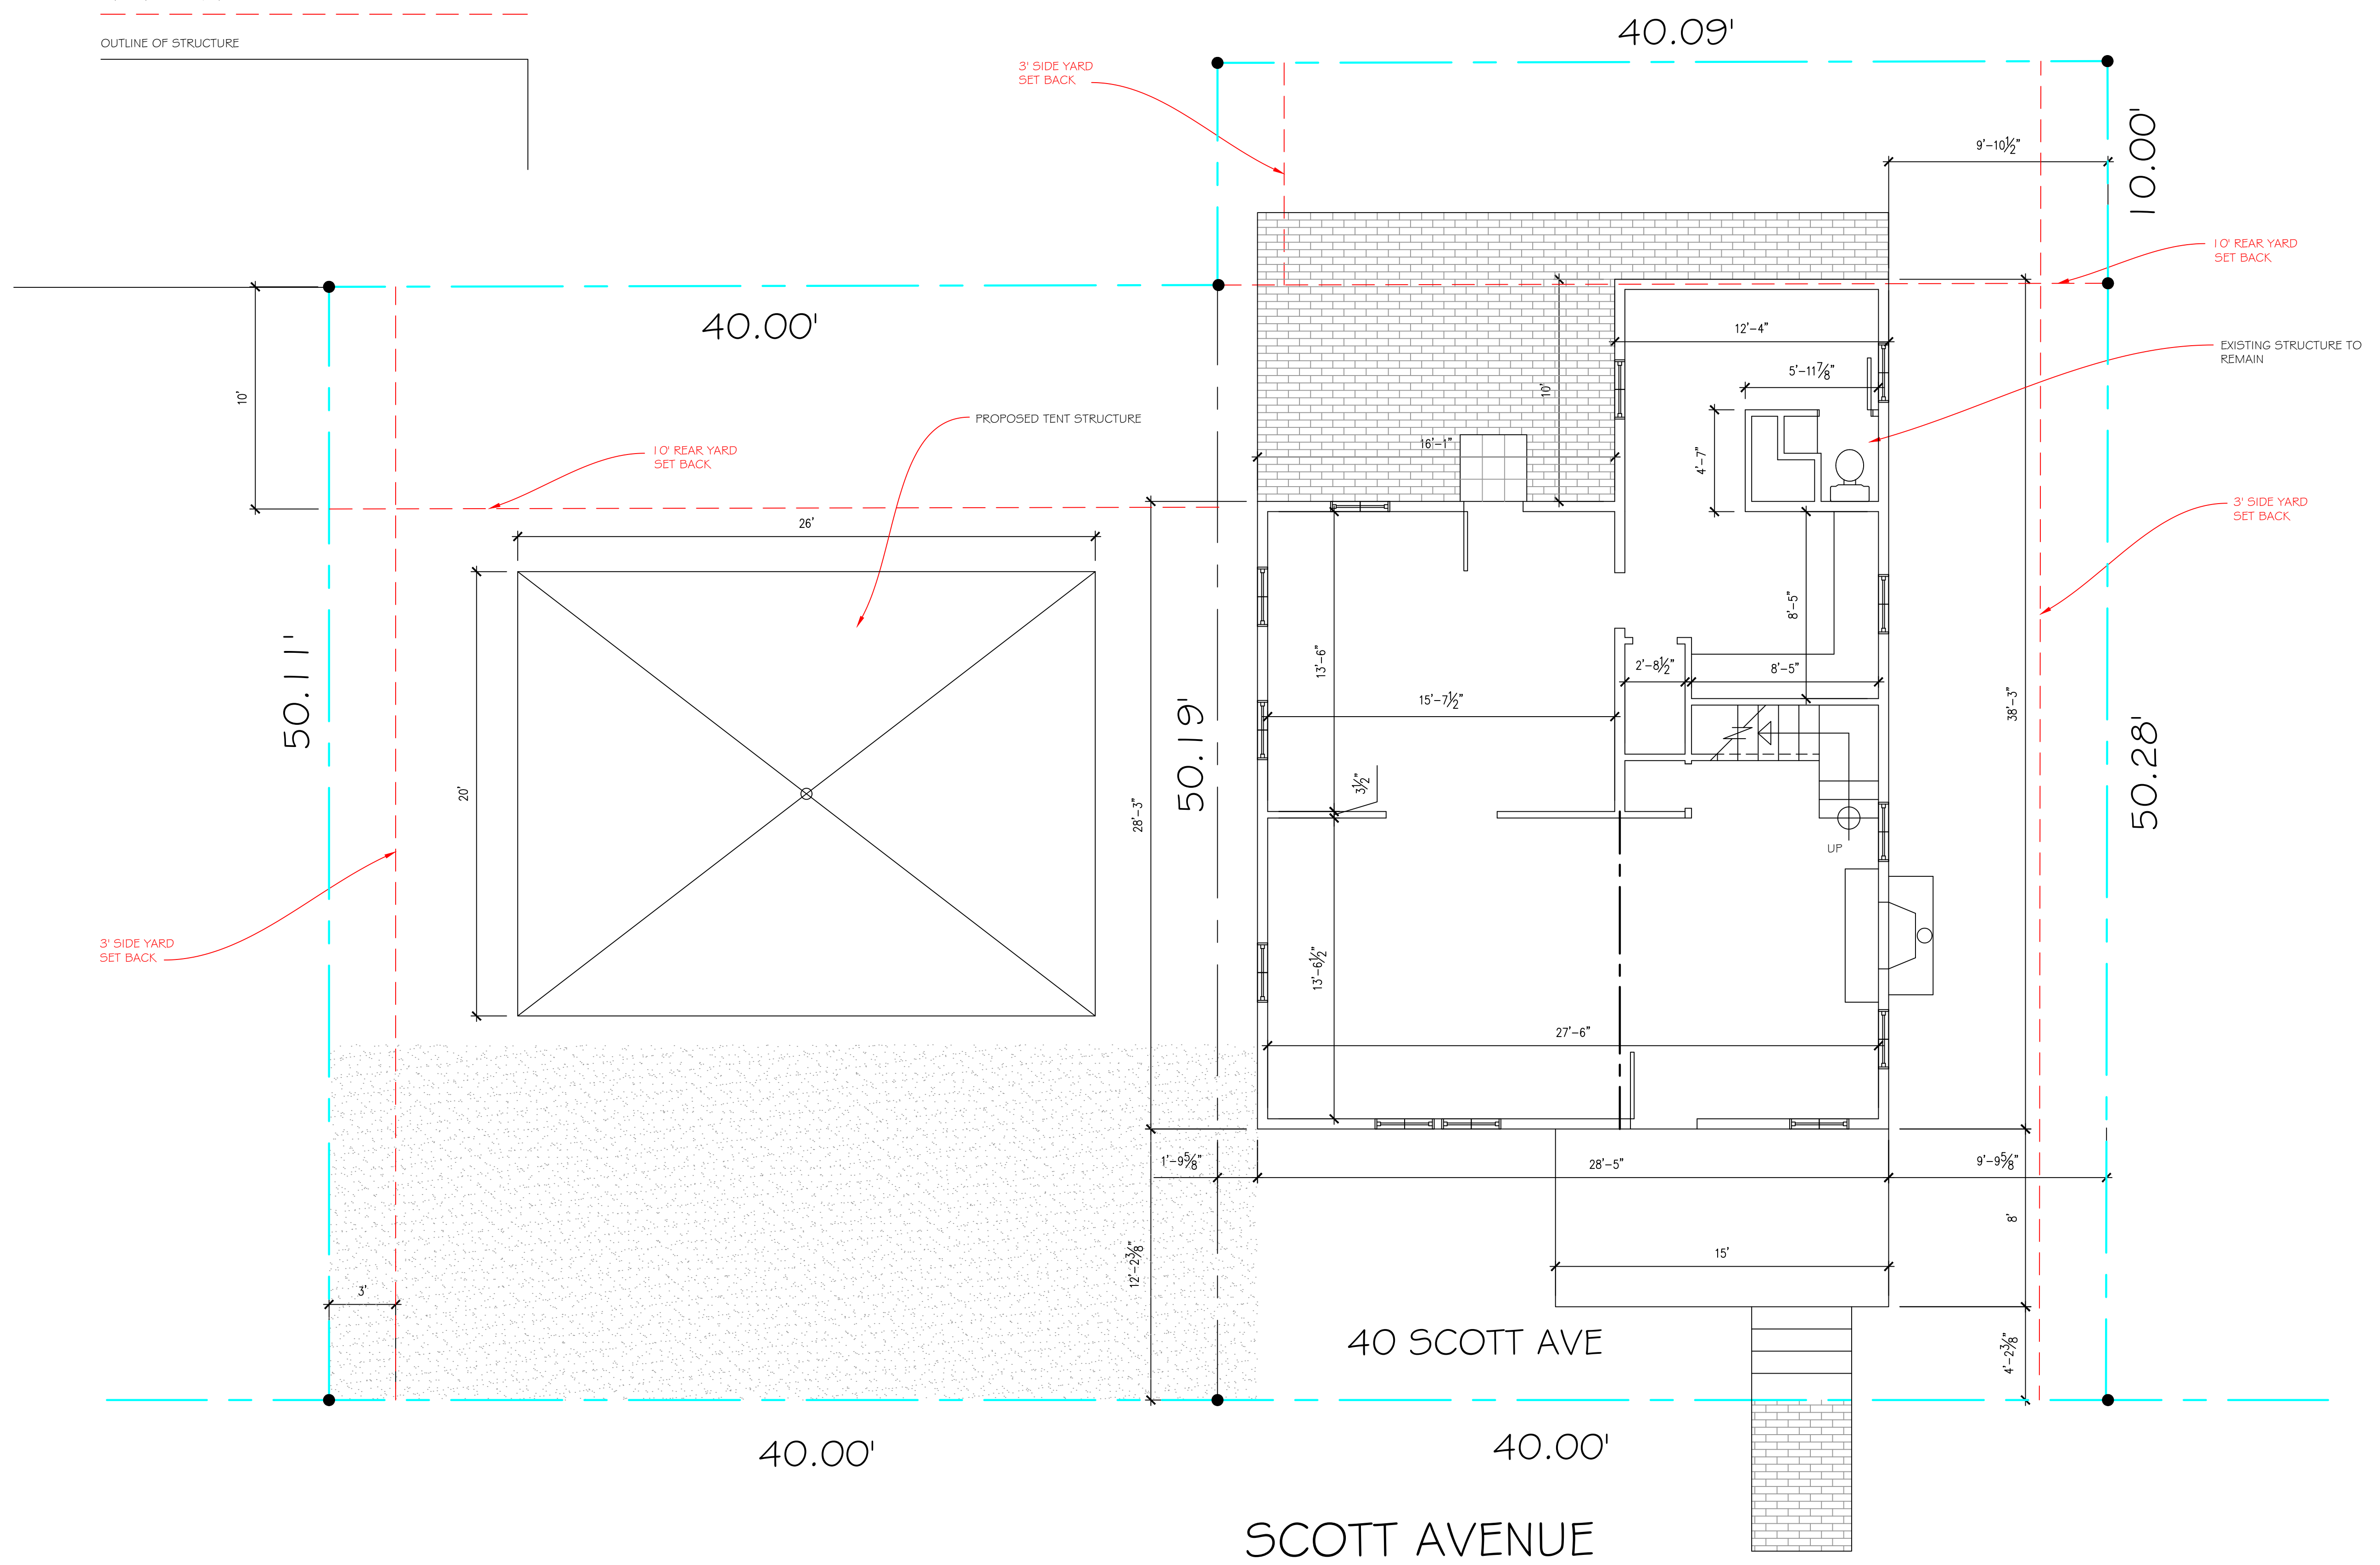 OUTLINE OF STRUCTURE
40.09'
3' SIDE YARD
SET BACK
10.00'
9'-10½"
10' REAR YARD
SET BACK
40.00'
12'-4"
EXISTING STRUCTURE TO
REMAIN
5'-11⅞"
10'
10'
PROPOSED TENT STRUCTURE
16'-1"
10' REAR YARD
SET BACK
4'-7"
3' SIDE YARD
SET BACK
26'
8'-5"
13'-6"
2'-8½"
8'-5"
50.11'
15'-7½"
38'-3"
50.19'
50.28'
3½"
20'
28'-3"
UP
3' SIDE YARD
SET BACK
13'-6½"
27'-6"
1'-9⅝"
28'-5"
9'-9⅝"
8'
12'-2⅜"
15'
3'
40 SCOTT AVE
4'-2⅜"
40.00'
40.00'
SCOTT AVENUE